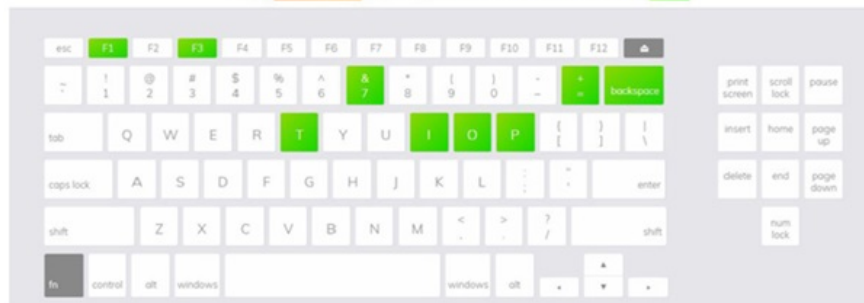 esc F1 F2 F3 F4 F5 F6 F7 F8 F9 F10 F11 F12
~ ! @ # $ % ^ & * ( ) - +
` 1 2 3 4 5 6 7 8 9 0 _ = backspace
print screen scroll lock pause
tab Q W E R T Y U I O P { } |
[ ] \
insert home page up
caps lock A S D F G H J K L : "
; ' enter
delete end page down
shift Z X C V B N M < > ?
, . / shift
num lock
fn control alt windows windows alt